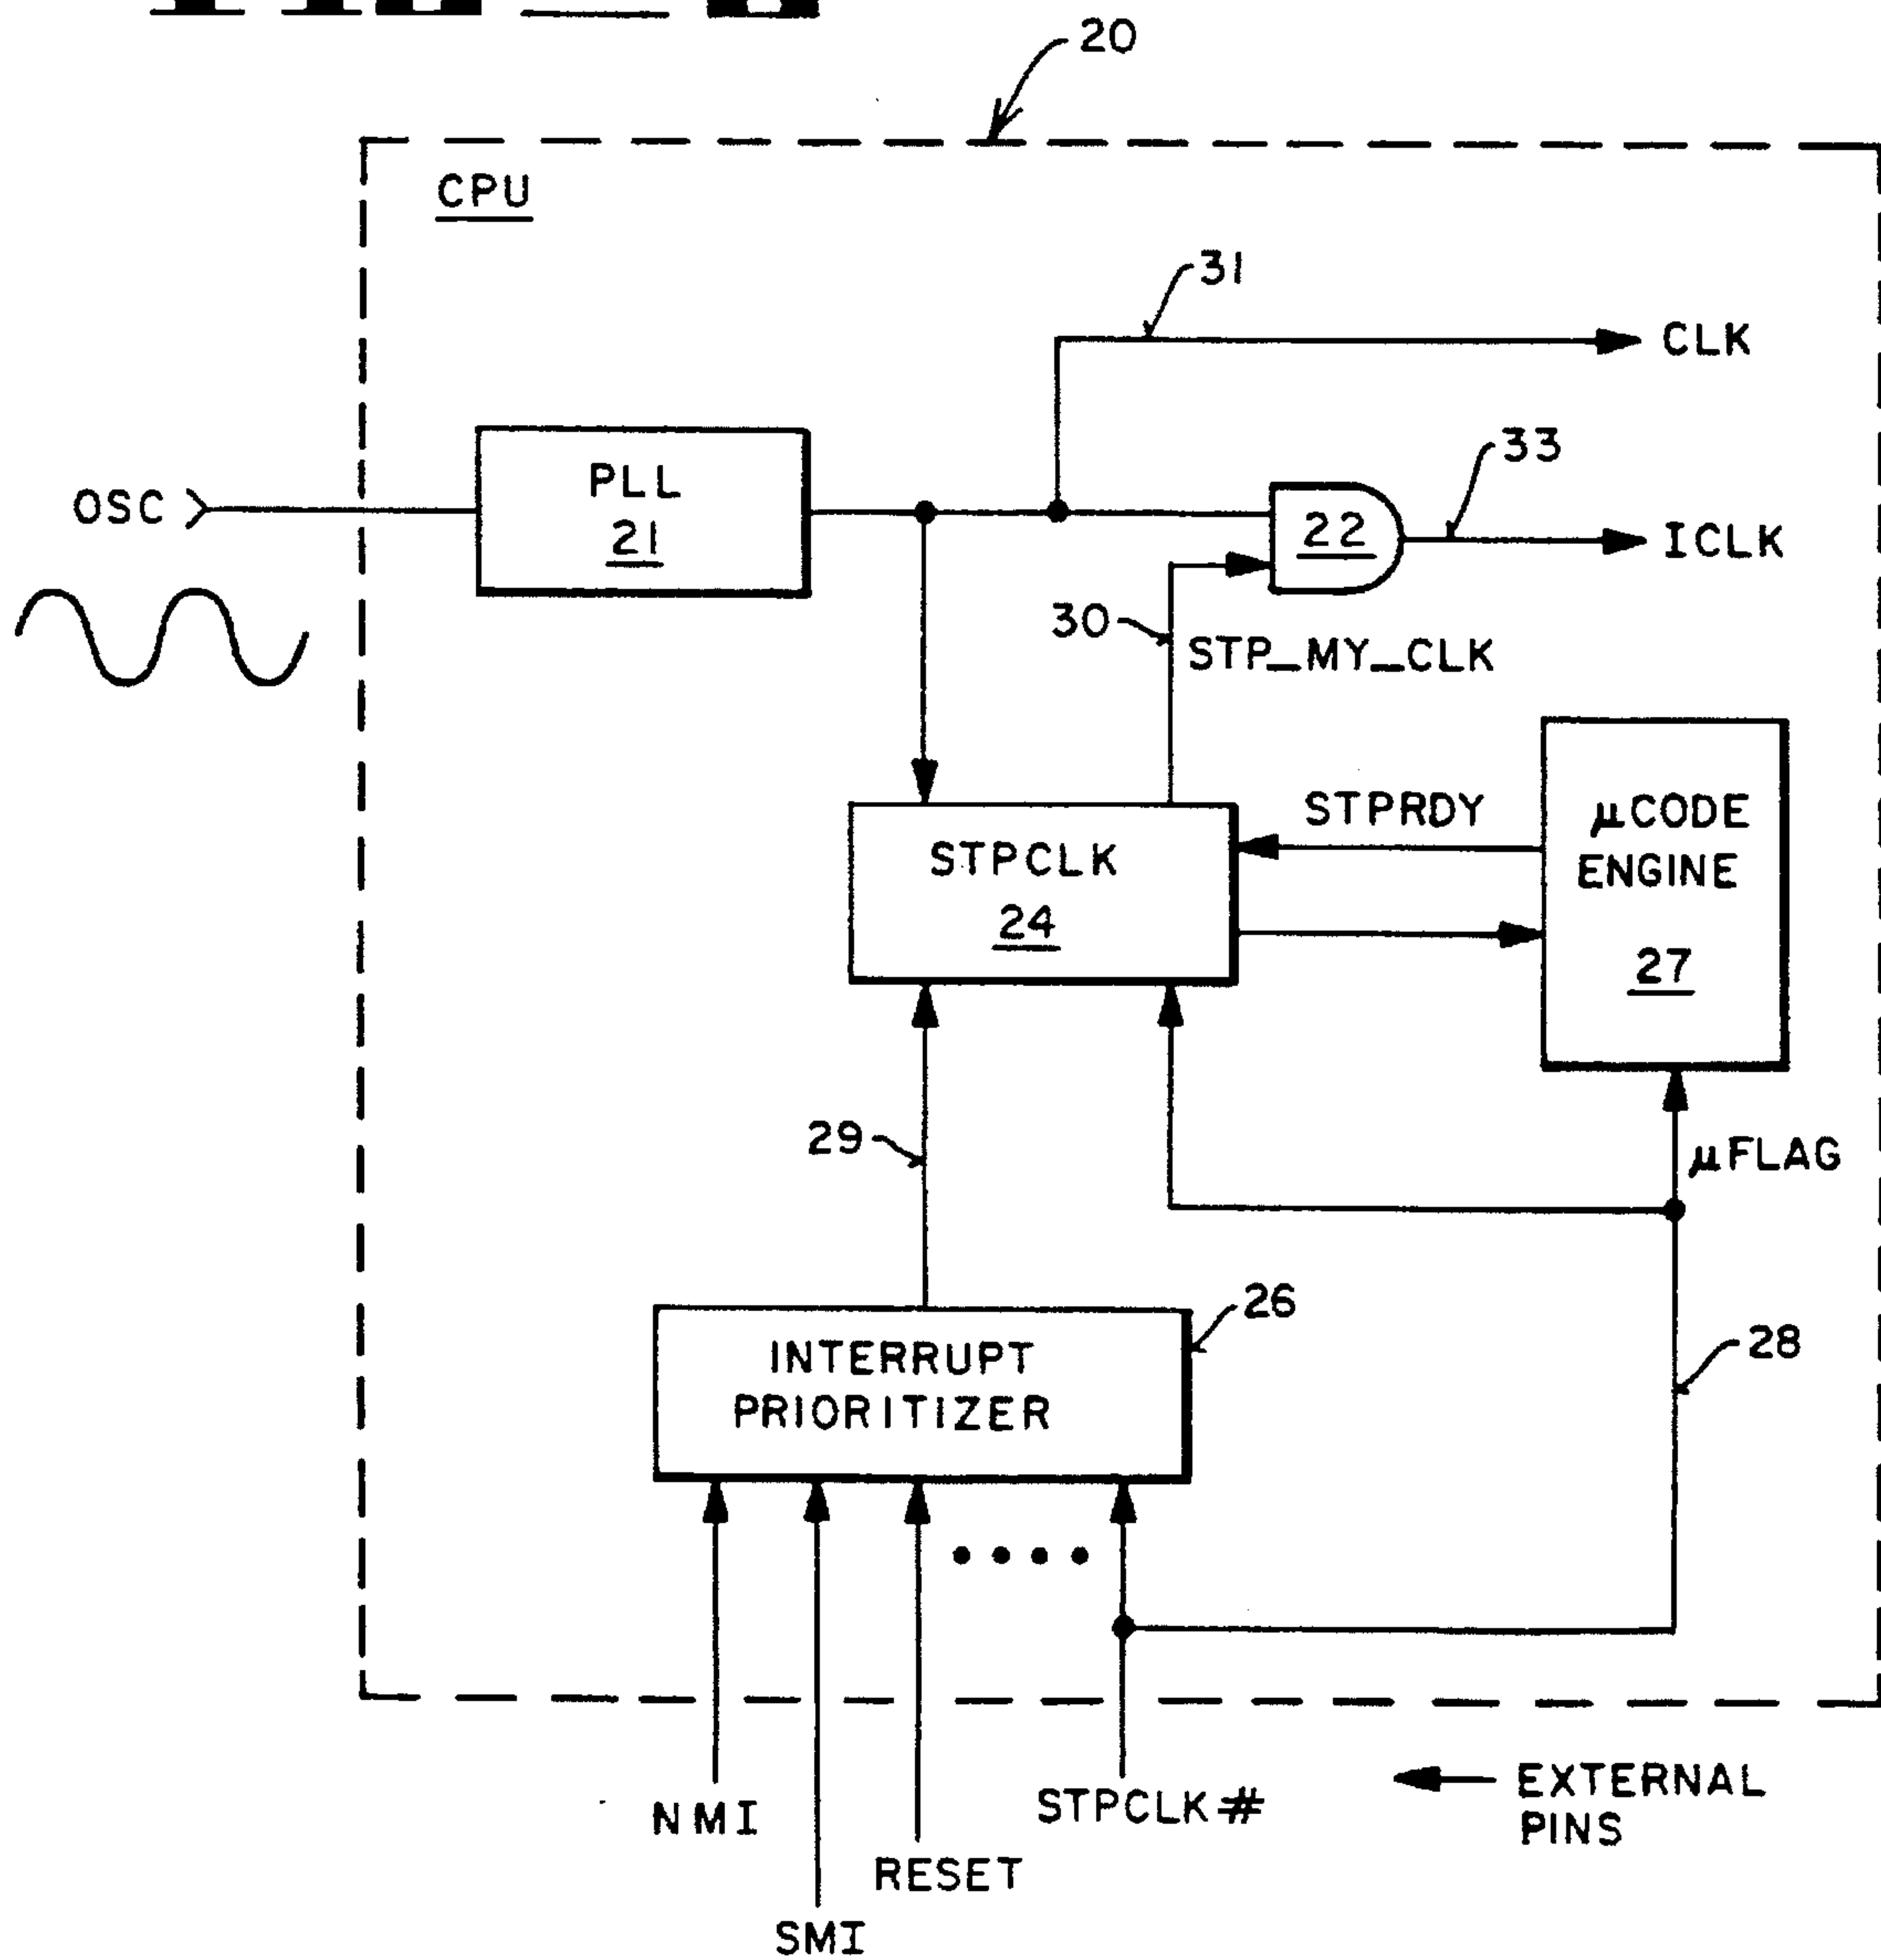 20
CPU
31
CLK
33
OSC
PLL
21
22
ICLK
30
STP_MY_CLK
STPRDY
μCODE
ENGINE
27
STPCLK
24
29
μFLAG
26
INTERRUPT
PRIORITIZER
28
NMI
SMI
RESET
STPCLK#
EXTERNAL
PINS